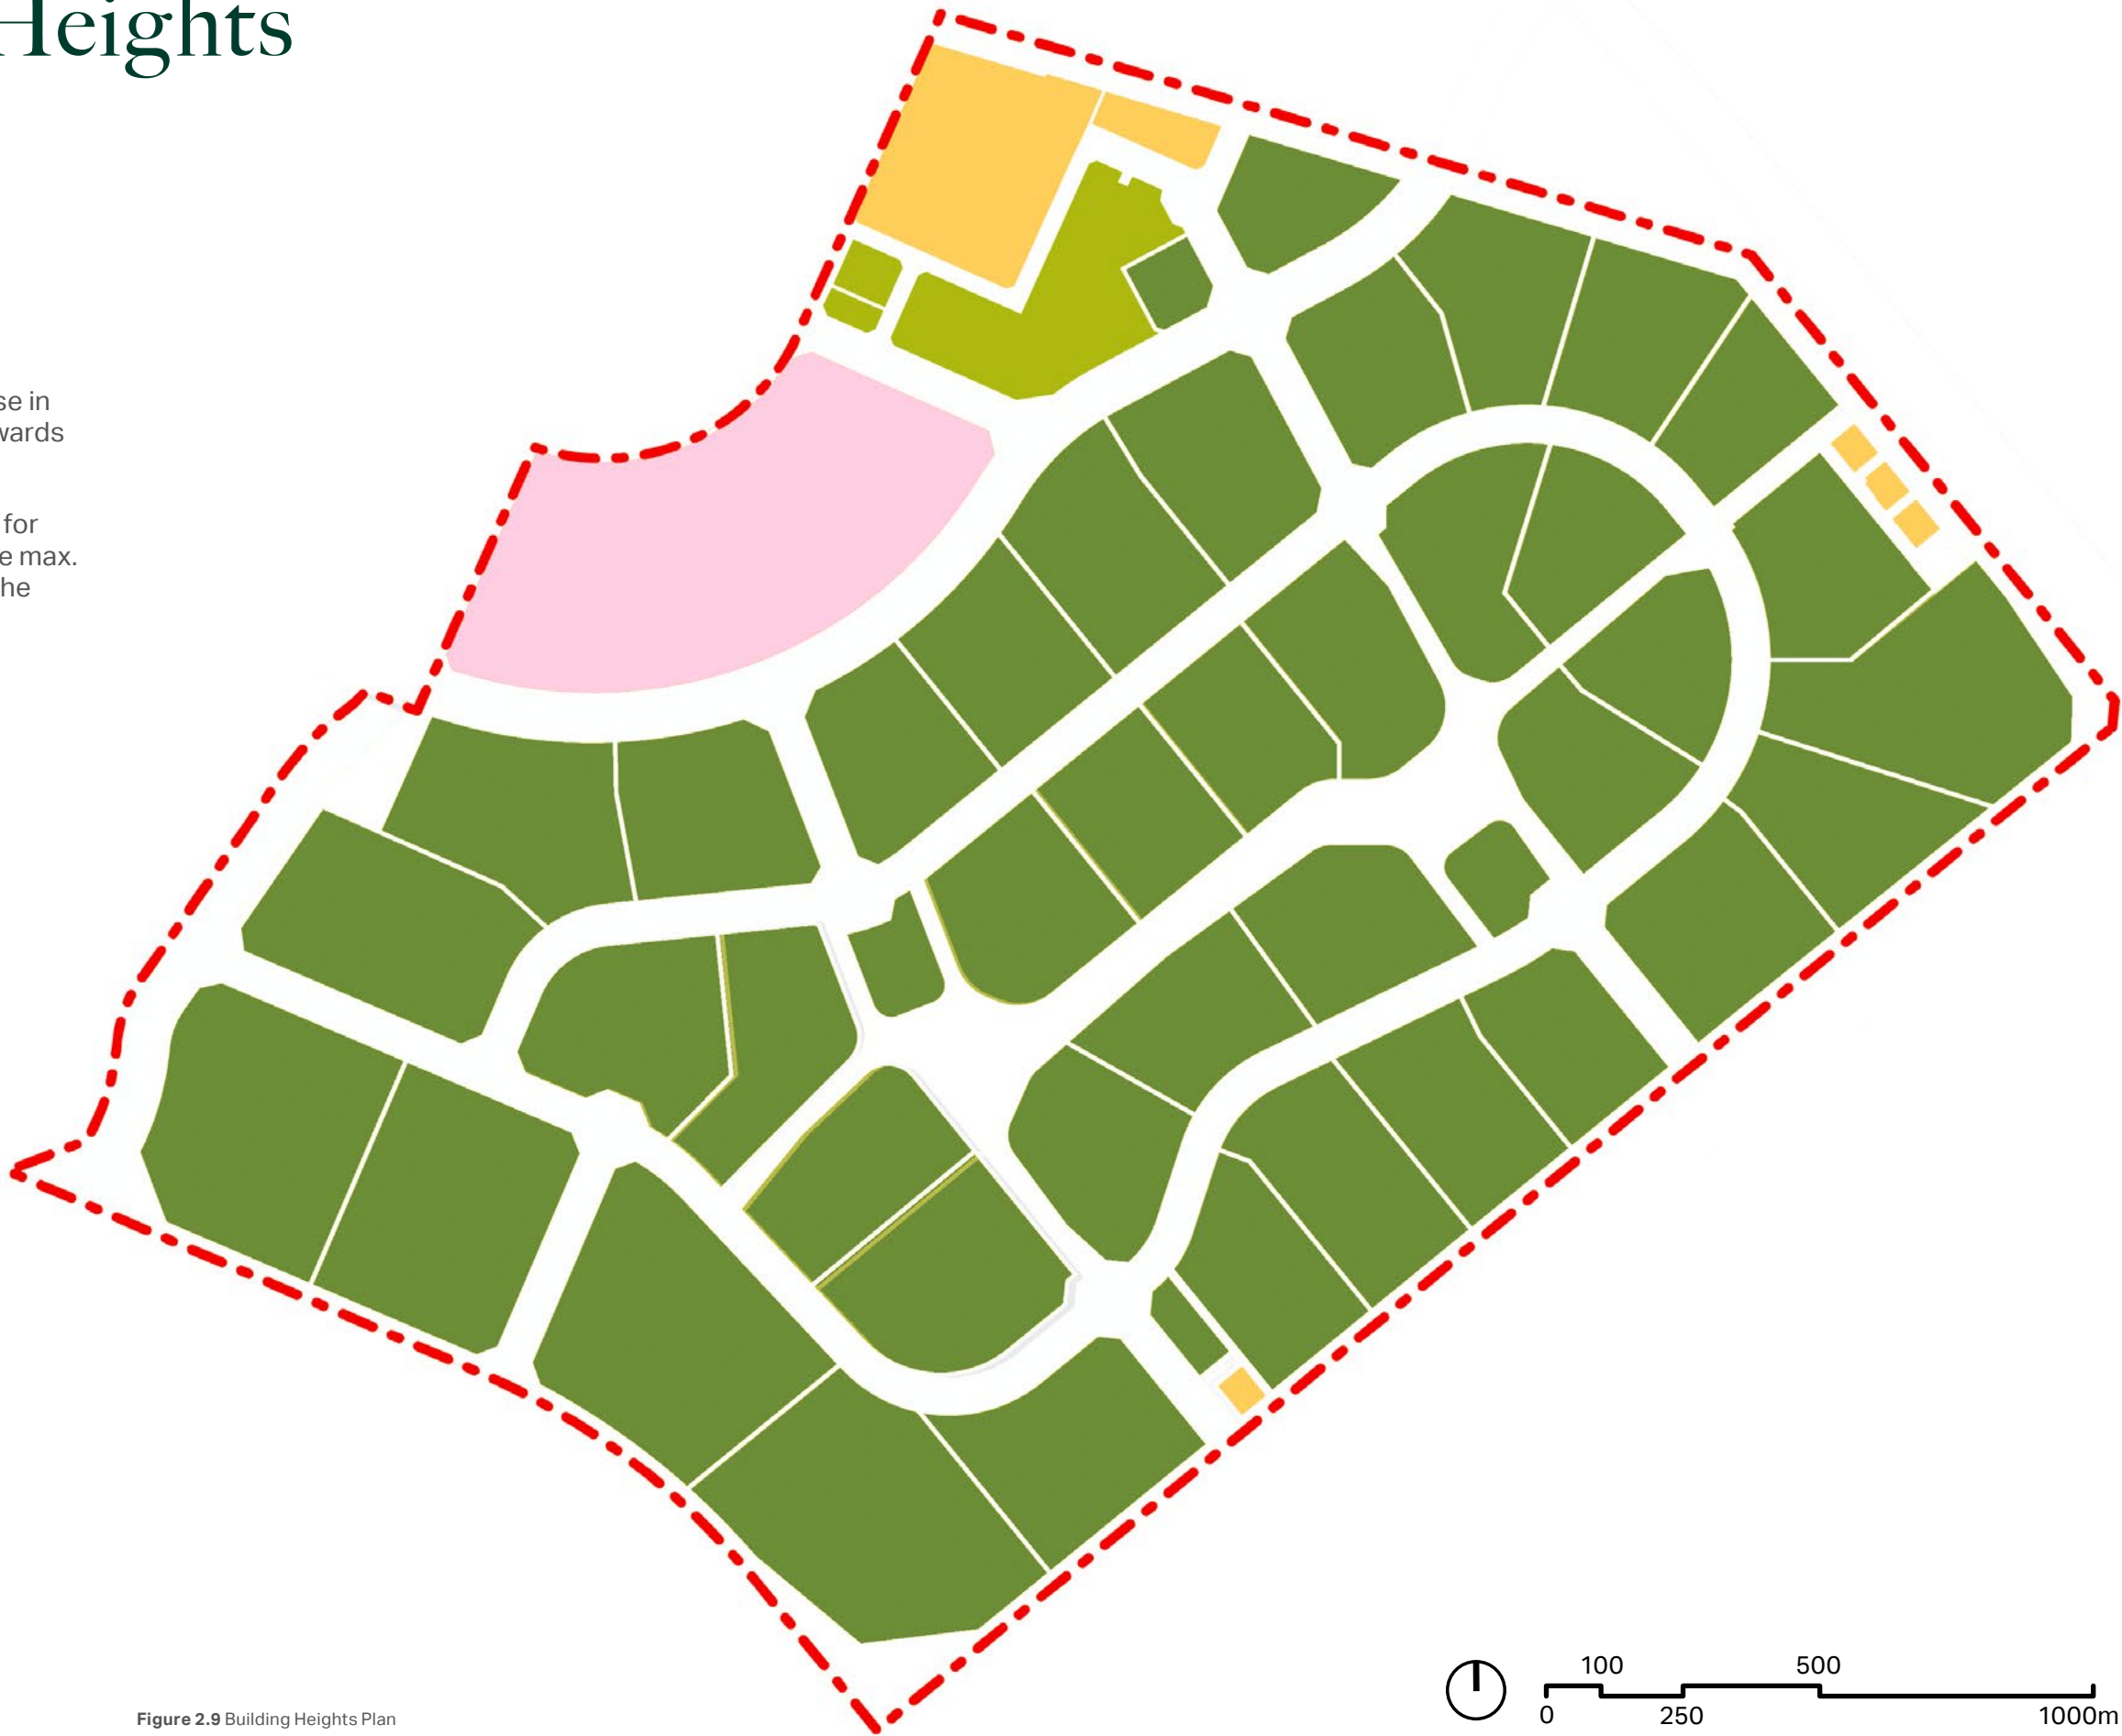 Heights
se in
wards
for
e max.
he
100 500
0 250 1000m
Figure 2.9 Building Heights Plan